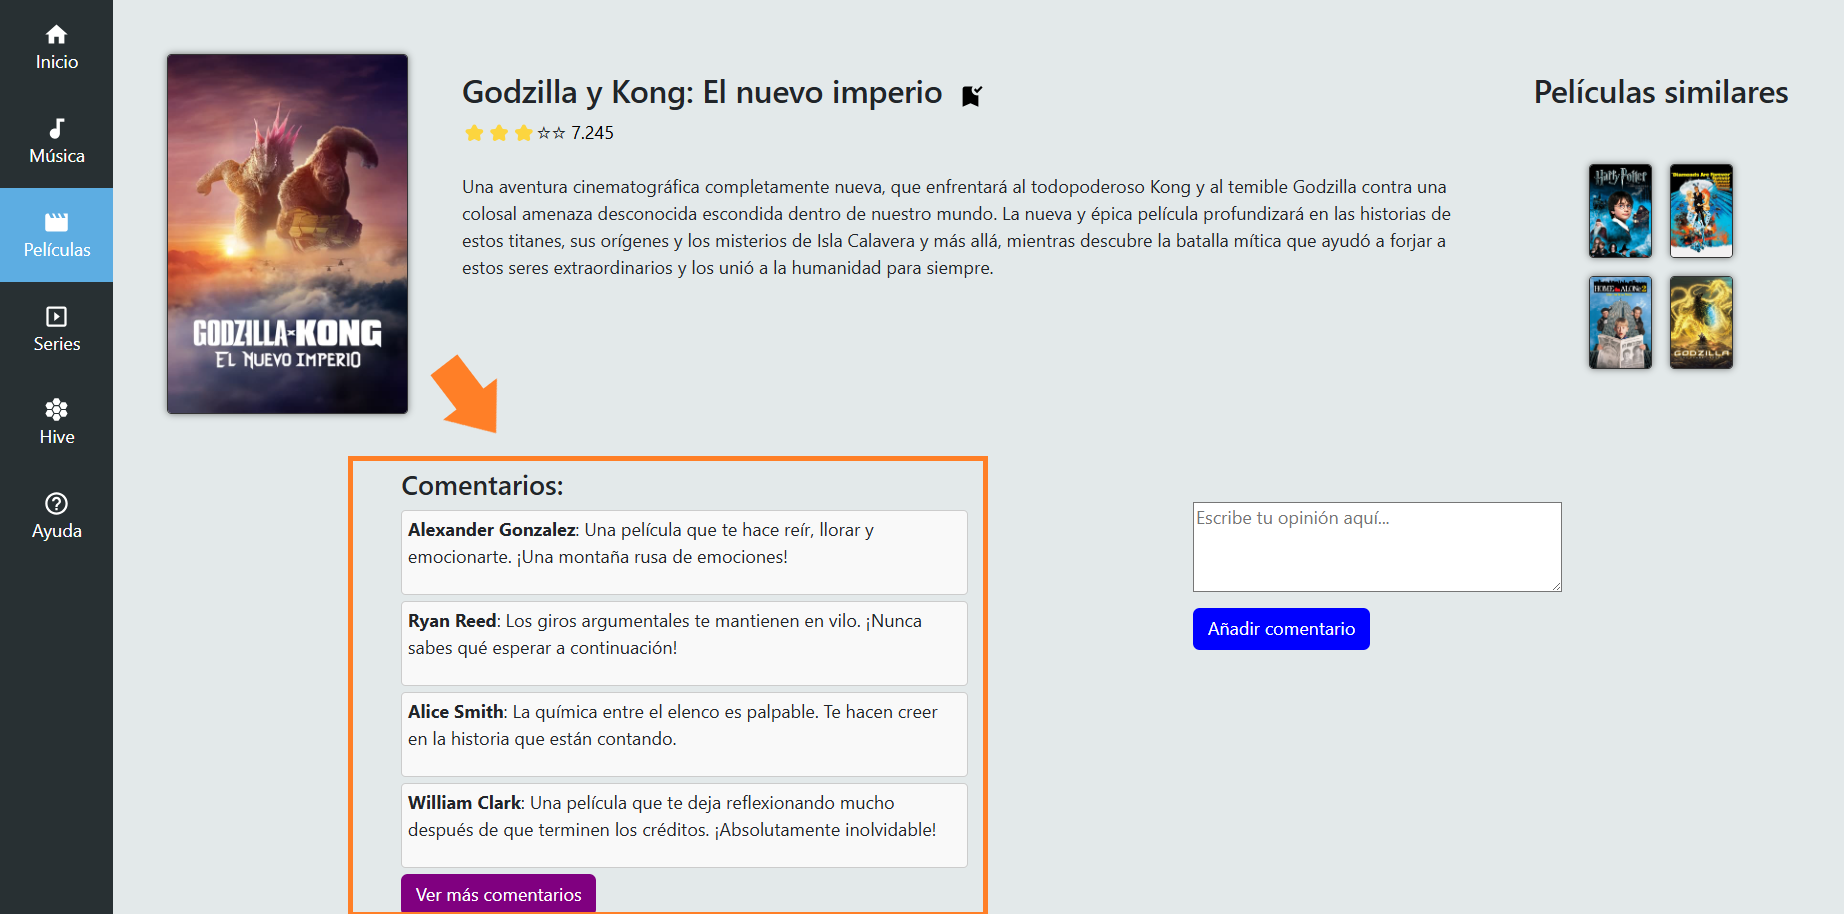 Inicio
Música
Películas
Series
Hive
Ayuda
GODZILLA x KONG
EL NUEVO IMPERIO
Godzilla y Kong: El nuevo imperio
7.245
Una aventura cinematográfica completamente nueva, que enfrentará al todopoderoso Kong y al temible Godzilla contra una
colosal amenaza desconocida escondida dentro de nuestro mundo. La nueva y épica película profundizará en las historias de
estos titanes, sus orígenes y los misterios de Isla Calavera y más allá, mientras descubre la batalla mítica que ayudó a forjar a
estos seres extraordinarios y los unió a la humanidad para siempre.
Películas similares
Harry Potter
Diamonds Are Forever
HOME ALONE 2
GODZILLA
Comentarios:
Alexander Gonzalez: Una película que te hace reír, llorar y
emocionarte. ¡Una montaña rusa de emociones!
Ryan Reed: Los giros argumentales te mantienen en vilo. ¡Nunca
sabes qué esperar a continuación!
Alice Smith: La química entre el elenco es palpable. Te hacen creer
en la historia que están contando.
William Clark: Una película que te deja reflexionando mucho
después de que terminen los créditos. ¡Absolutamente inolvidable!
Ver más comentarios
Escribe tu opinión aquí...
Añadir comentario